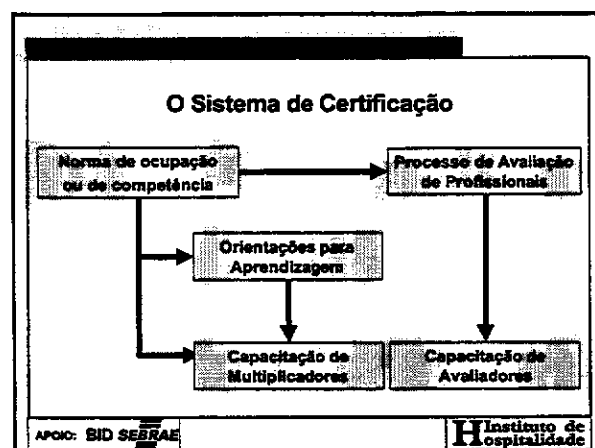 O Sistema de Certificação
Norma de ocupação
ou de competência
Processo de Avaliação
de Profissionais
Orientações para
Aprendizagem
Capacitação de
Multiplicadores
Capacitação de
Avaliadores
APOIO: BID SEBRAE
Instituto de
Hospitalidade